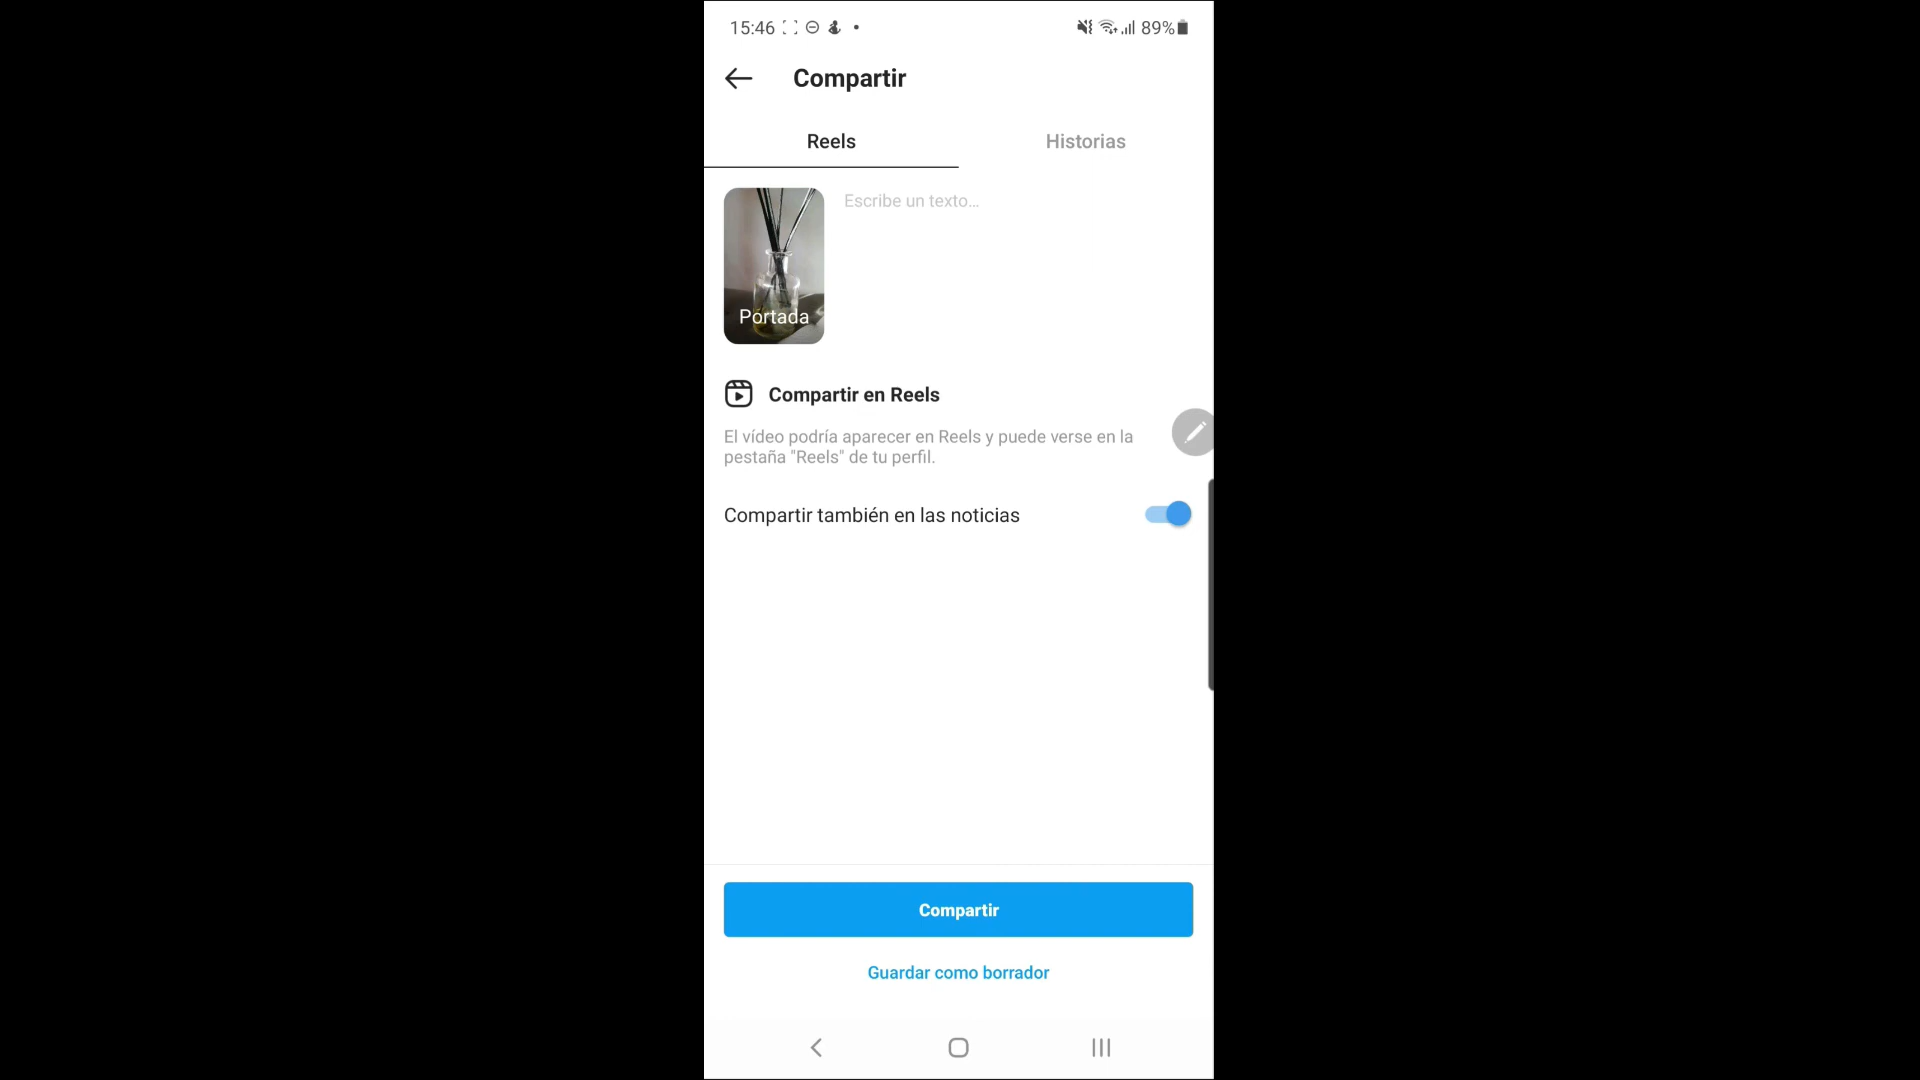 15:46 89%
Compartir
Reels Historias
Escribe un texto...
Portada
Compartir en Reels
El vídeo podría aparecer en Reels y puede verse en la
pestaña "Reels" de tu perfil.
Compartir también en las noticias
Compartir
Guardar como borrador